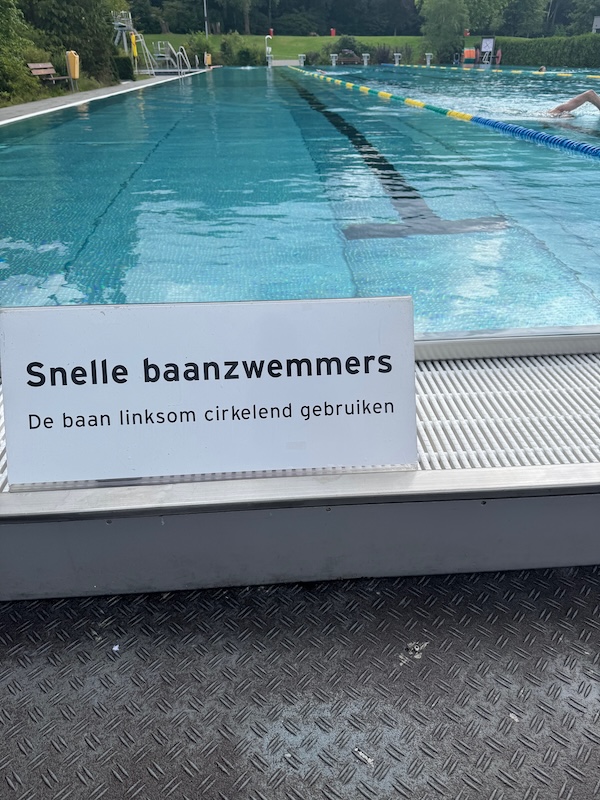 Snelle baanzwemmers
De baan linksom cirkelend gebruiken